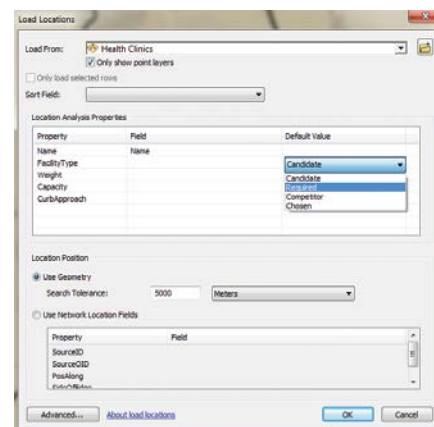 Load Locations
Load From: Health Clinics
Only show point layers
Only load selected rows
Sort Field:
Location Analysis Properties
Property Field Default Value
Name Name
FacilityType Candidate
Weight Candidate
Required
Capacity Competitor
CurbApproach Chosen
Location Position
Use Geometry
Search Tolerance: 5000 Meters
Use Network Location Fields
Property Field
SourceID
SourceOID
PosAlong
SideOfEdge
Advanced... About load locations OK Cancel